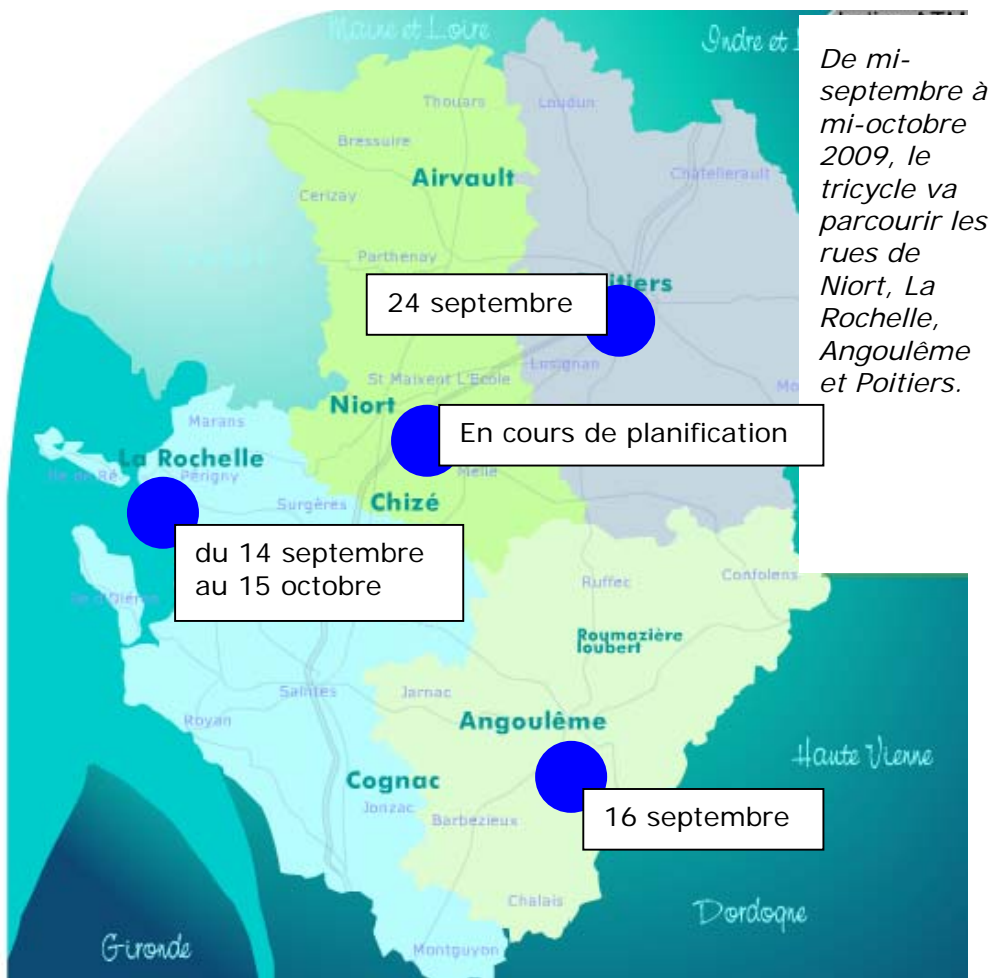 Maine et Loire
Indre et
De mi-
septembre à
mi-octobre
2009, le
tricycle va
parcourir les
rues de
Niort, La
Rochelle,
Angoulême
et Poitiers.
Thouars
Loudun
Bressuire
Châtellerault
Airvault
Cerizay
Parthenay
24 septembre
Lusignan
St Maixent L'Ecole
Niort
Marans
En cours de planification
La Rochelle
Ile de Ré
Périgny
Melle
Surgères
Chizé
du 14 septembre
au 15 octobre
Ruffec
Confolens
Roumazière
loubert
Saintes
Jarnac
Royan
Angoulême
Haute Vienne
Cognac
Jonzac
Barbezieux
16 septembre
Chalais
Dordogne
Gironde
Montguyon